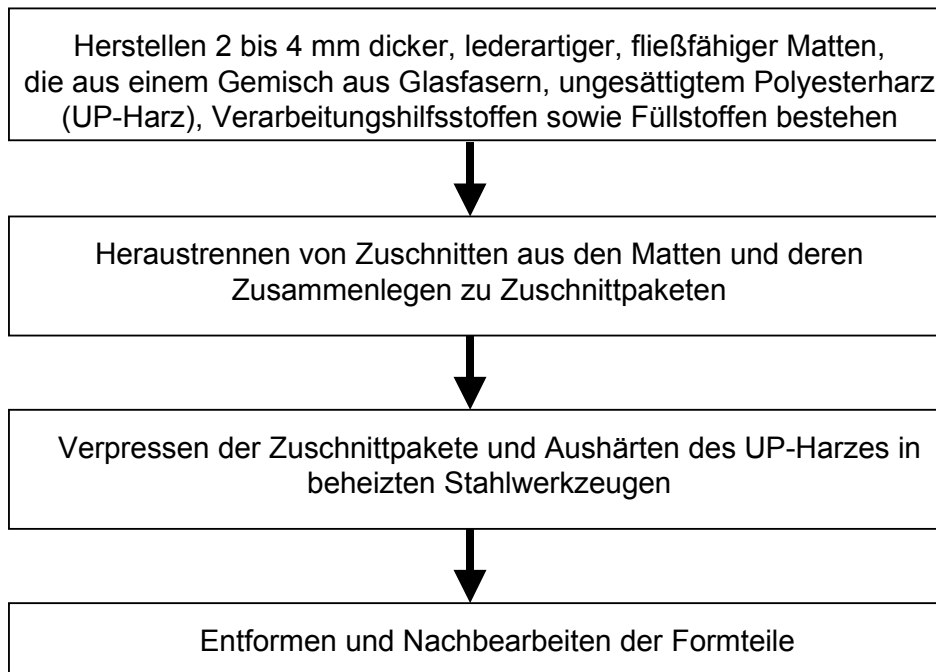 Herstellen 2 bis 4 mm dicker, lederartiger, fließfähiger Matten,
die aus einem Gemisch aus Glasfasern, ungesättigtem Polyesterharz
(UP-Harz), Verarbeitungshilfsstoffen sowie Füllstoffen bestehen
Heraustrennen von Zuschnitten aus den Matten und deren
Zusammenlegen zu Zuschnittpaketen
Verpressen der Zuschnittpakete und Aushärten des UP-Harzes in
beheizten Stahlwerkzeugen
Entformen und Nachbearbeiten der Formteile